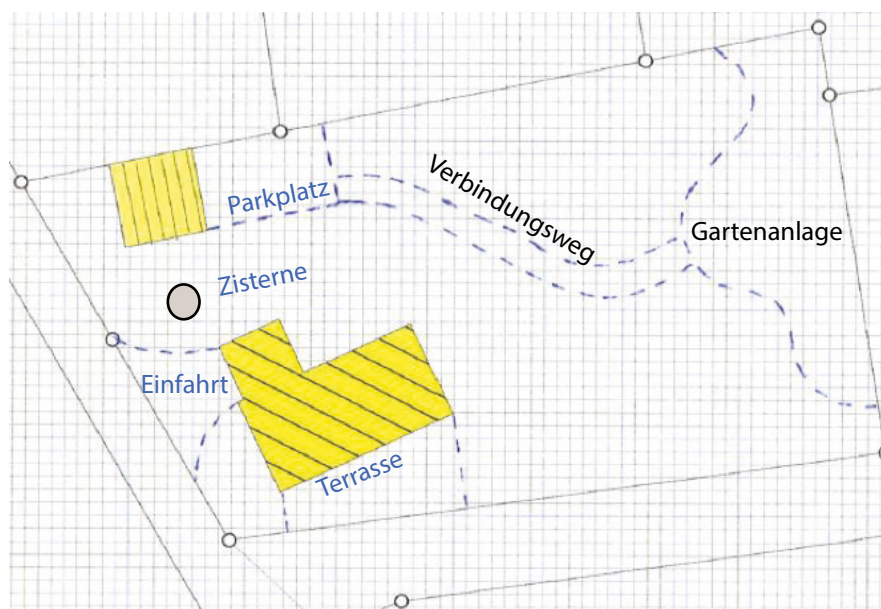 Verbindungsweg
Parkplatz
Gartenanlage
Zisterne
Einfahrt
Terrasse